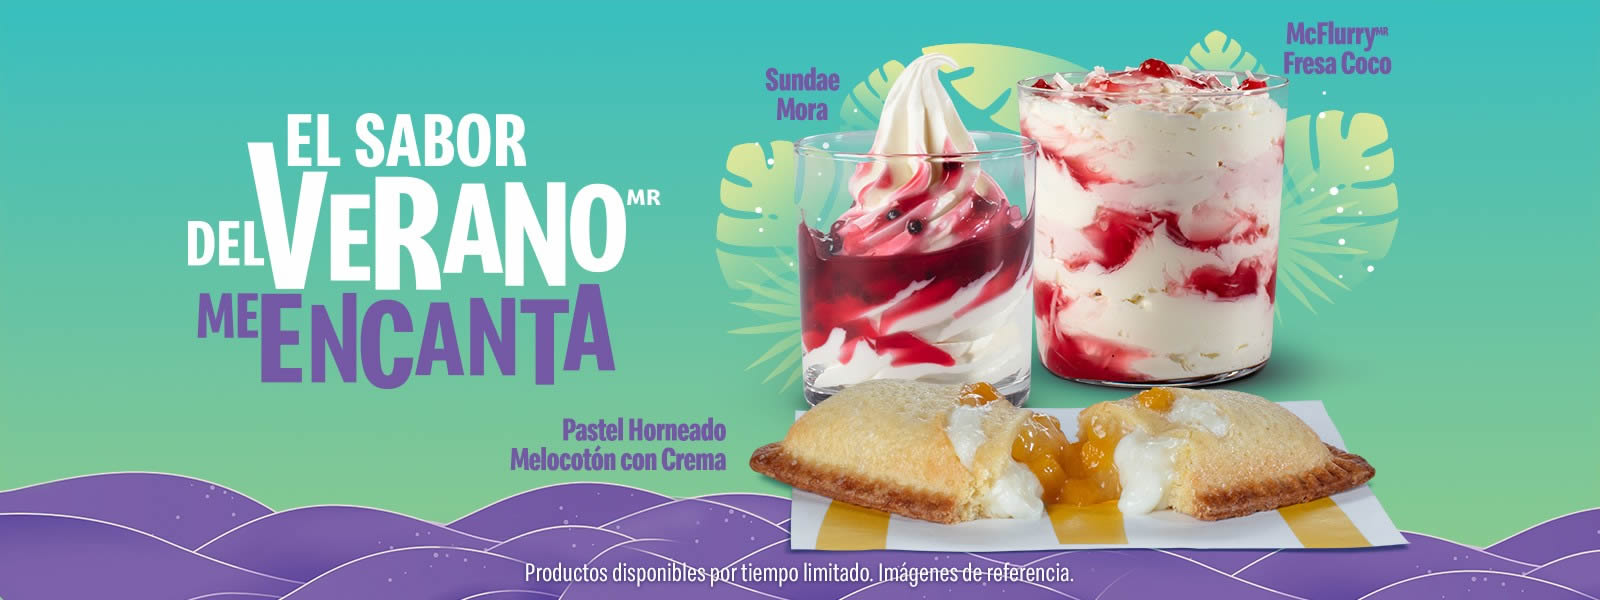 EL SABOR
DEL VERANO MR
ME ENCANTA
Sundae
Mora
McFlurry MR
Fresa Coco
Pastel Horneado
Melocotón con Crema
Productos disponibles por tiempo limitado. Imágenes de referencia.